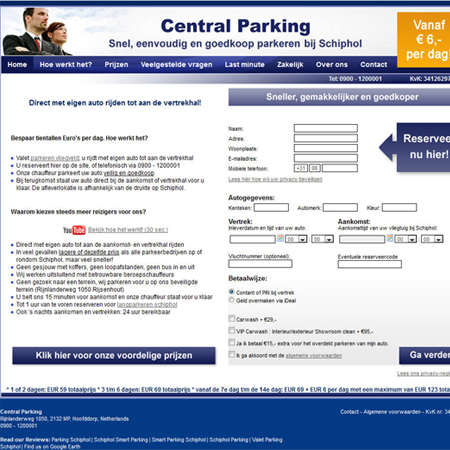 Central Parking
Snel, eenvoudig en goedkoop parkeren bij Schiphol
Vanaf
€ 6,-
per dag!
Home Hoe werkt het? Prijzen Veelgestelde vragen Last minute Zakelijk Over ons Contact
Tel: 0900 - 1200001 KvK: 34126297
Direct met eigen auto rijden tot aan de vertrekhal!
Bespaar tientallen Euro's per dag. Hoe werkt het?
Valet parkeren vliegveld: u rijdt met eigen auto tot aan de vertrekhal
U reserveert hier op de site, of telefonisch via 0900 - 1200001
Onze chauffeur parkeert uw auto veilig en goedkoop
Bij terugkomst staat uw auto direct bij de aankomst of vertrekhal voor u
klaar. De afleverlokatie is afhankelijk van de drukte op Schiphol.
Waarom kiezen steeds meer reizigers voor ons?
YouTube Bekijk hoe het werkt! (30 sec.)
Direct met eigen auto tot aan de aankomst- en vertrekhal rijden
In veel gevallen lagere of dezelfde prijs als alle parkeerbedrijven op of
rondom Schiphol, maar veel sneller!
Geen gesjouw met koffers, geen loopafstanden, geen bus in en uit
Wij werken uitsluitend met betrouwbare beroepschauffeurs
Geen gezoek naar een terrein, wij parkeren voor u op ons beveiligde
terrein (Rijnlanderweg 1050 Rijsenhout)
U belt ons 15 minuten voor aankomst en onze chauffeur staat voor u klaar
Tot 1 uur van te voren reserveren voor langparkeren schiphol
Ook 's nachts aankomsten en vertrekken; 24 uur bereikbaar
Klik hier voor onze voordelige prijzen
Sneller, gemakkelijker en goedkoper
Naam:
Adres:
Woonplaats:
E-mailadres:
Mobiele telefoon: +31 06
Lees hier hoe wij uw privacy beveiligen
Reserveer
nu hier!
Autogegevens:
Kenteken: Automerk: Kleur:
Vertrek: Aankomst:
Inleverdatum en tijd van uw auto: Aankomsttijd van uw vliegtuig bij Schiphol:
00 00 00 00
Vluchtnummer (optioneel): Eventuele reserveercode
Betaalwijze:
Content of PIN bij vertrek
Geld overmaken via iDeal
Carwash + €29,-
VIP Carwash : Interieur/exterieur Showroom clean + €95,-
Ja ik betaal €15,- extra voor het overdekt parkeren van mijn auto.
Ik ga akkoord met de algemene voorwaarden
Ga verder
Lees ons privacy-reg
* 1 of 2 dagen: EUR 59 totaalprijs * 3 t/m 6 dagen: EUR 69 totaalprijs * vanaf de 7e dag t/m de 14e dag: EUR 69 + EUR 6 per dag met een maximum van EUR 123 total
Central Parking
Rijnlanderweg 1050, 2132 MP, Hoofddorp, Netherlands
0900 - 1200001
Contact - Algemene voorwaarden - KvK nr: 34
Read our Reviews: Parking Schiphol | Schiphol Smart Parking | Smart Parking Schiphol | Schiphol Parking | Valet Parking
Schiphol | Find us on Google Earth